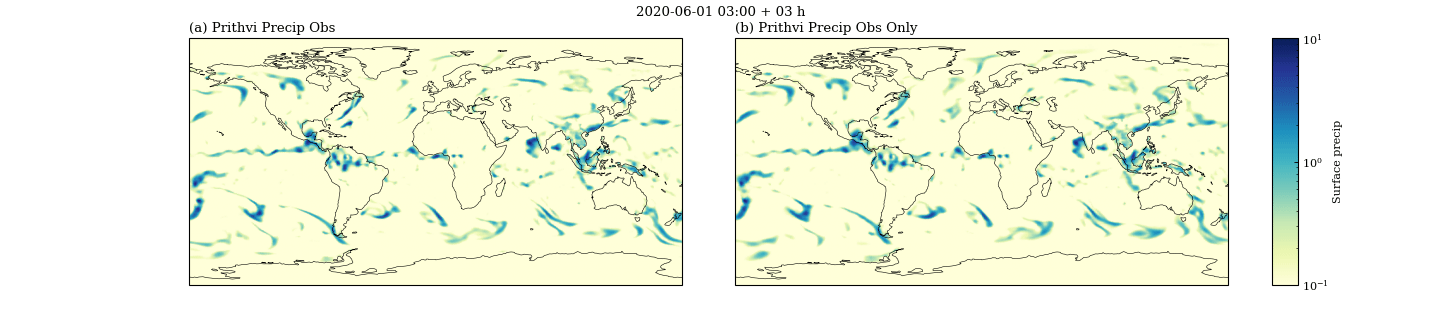 2020-06-01 03:00 + 03 h
(a) Prithvi Precip Obs
(b) Prithvi Precip Obs Only
10¹
10⁰
10⁻¹
Surface precip